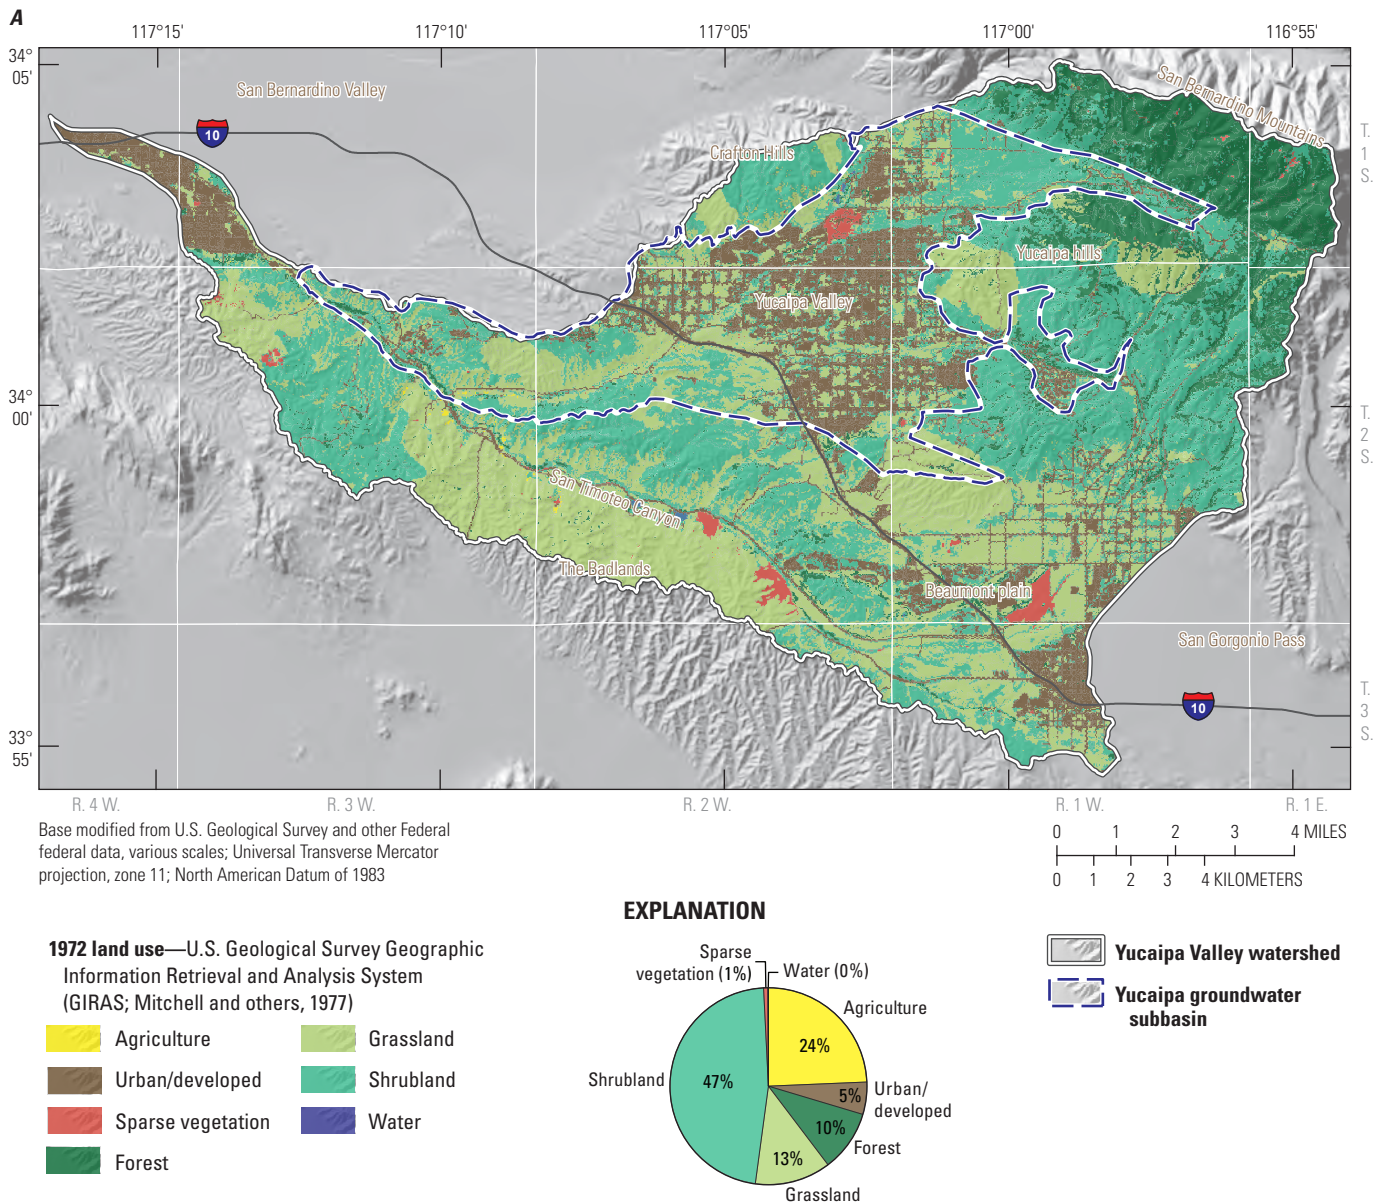 A
117°15'
117°10'
117°05'
117°00'
116°55'
34°
05'
34°
00'
33°
55'
San Bernardino Valley
10
Crafton Hills
San Bernardino Mountains
Yucaipa hills
Yucaipa Valley
San Timoteo Canyon
The Badlands
Beaumont plain
San Gorgonio Pass
10
T.
1
S.
T.
2
S.
T.
3
S.
R. 4 W.
R. 3 W.
R. 2 W.
R. 1 W.
R. 1 E.
Base modified from U.S. Geological Survey and other Federal
federal data, various scales; Universal Transverse Mercator
projection, zone 11; North American Datum of 1983
0 1 2 3 4 MILES
0 1 2 3 4 KILOMETERS
EXPLANATION
1972 land use—U.S. Geological Survey Geographic
Information Retrieval and Analysis System
(GIRAS; Mitchell and others, 1977)
Agriculture
Urban/developed
Sparse vegetation
Forest
Grassland
Shrubland
Water
Sparse
vegetation (1%)
Water (0%)
Agriculture
24%
Urban/
developed
5%
Forest
10%
Grassland
13%
Shrubland
47%
Yucaipa Valley watershed
Yucaipa groundwater
subbasin